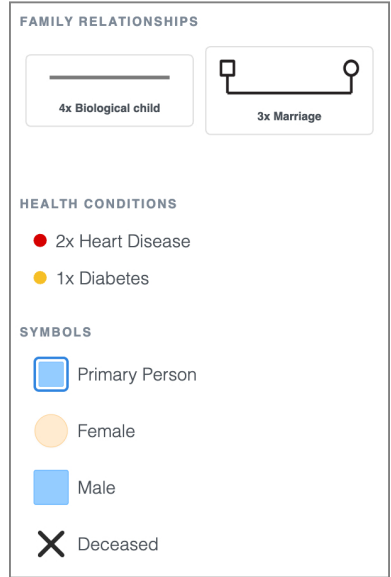 FAMILY RELATIONSHIPS
4x Biological child
3x Marriage
HEALTH CONDITIONS
2x Heart Disease
1x Diabetes
SYMBOLS
Primary Person
Female
Male
Deceased